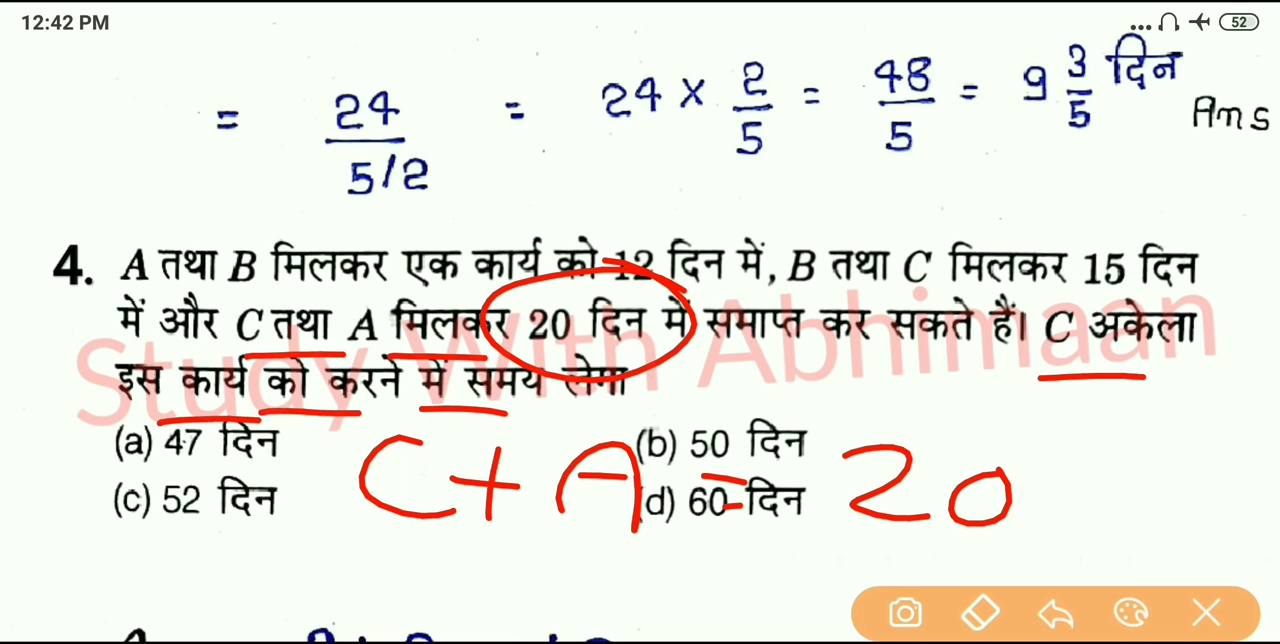 12:42 PM ... 52
= 24 / 5/2 = 24 × 2/5 = 48/5 = 9 3/5 दिन Ans
4. A तथा B मिलकर एक कार्य को 12 दिन में, B तथा C मिलकर 15 दिन
में और C तथा A मिलकर 20 दिन में समाप्त कर सकते हैं। C अकेला
इस कार्य को करने में समय लेगा
Study With Abhimaan
(a) 47 दिन (b) 50 दिन
(c) 52 दिन (d) 60 दिन
C + A = 20